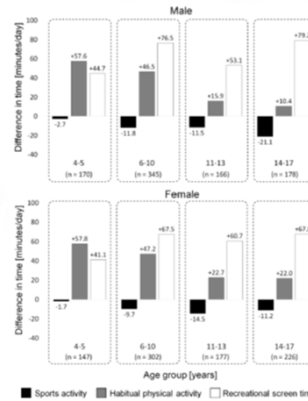 Male
Difference in time [minutes/day]
100
80
60
40
20
0
-20
-40
-2.7
+57.6
+44.7
-11.8
+46.5
+76.5
-11.5
+15.9
+53.1
-21.1
+10.4
4-5
6-10
11-13
14-17
(n = 170)
(n = 345)
(n = 166)
(n = 178)
Female
Difference in time [minutes/day]
100
80
60
40
20
0
-20
-40
-1.7
+57.8
+41.1
-9.7
+47.2
+67.5
-14.5
+22.7
+60.7
-11.2
+22.0
4-5
6-10
11-13
14-17
(n = 147)
(n = 302)
(n = 177)
(n = 226)
Age group [years]
Sports activity
Habitual physical activity
Recreational screen